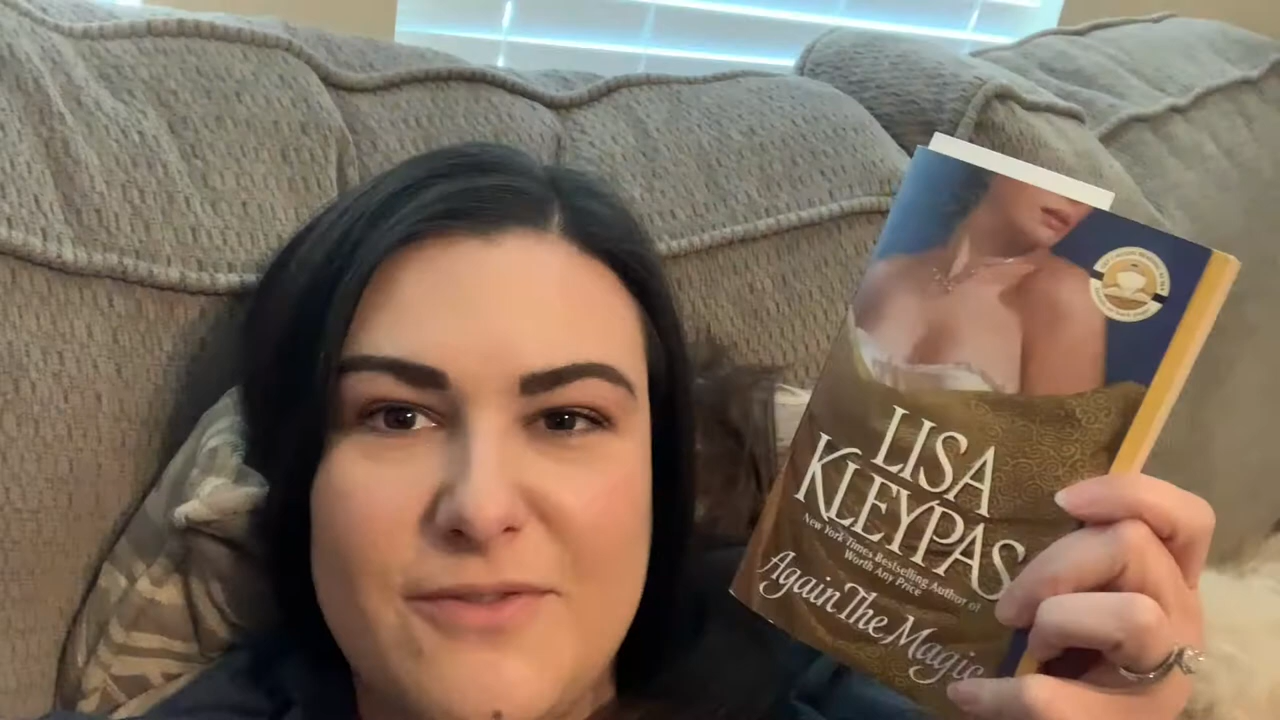 LISA
KLEYPAS
New York Times Bestselling Author of
Worth Any Price
Again The Magic